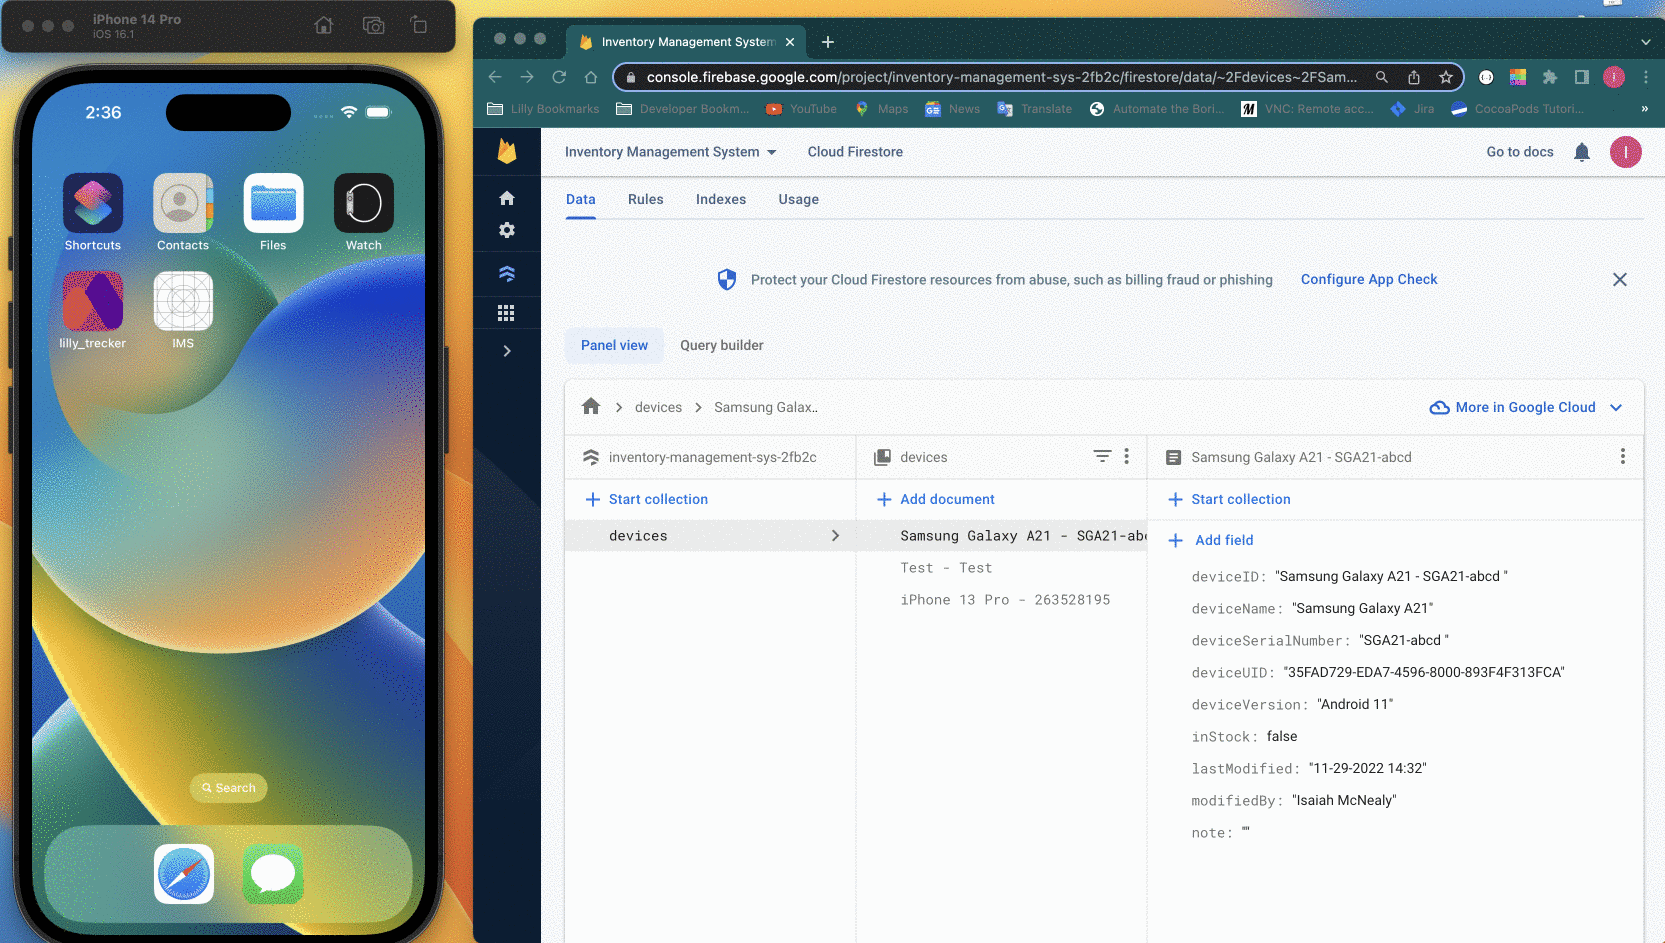 iPhone 14 Pro
iOS 16.1
2:36
Shortcuts
Contacts
Files
Watch
lilly_trecker
IMS
Search
Inventory Management System
console.firebase.google.com/project/inventory-management-sys-2fb2c/firestore/data/~2Fdevices~2FSam...
Lilly Bookmarks
Developer Bookm...
YouTube
Maps
News
Translate
Automate the Bori...
VNC: Remote acc...
Jira
CocoaPods Tutori...
»
Inventory Management System
Cloud Firestore
Go to docs
I
Data
Rules
Indexes
Usage
Protect your Cloud Firestore resources from abuse, such as billing fraud or phishing
Configure App Check
Panel view
Query builder
devices
Samsung Galax..
More in Google Cloud
inventory-management-sys-2fb2c
devices
Samsung Galaxy A21 - SGA21-abcd
+ Start collection
+ Add document
+ Start collection
devices
Samsung Galaxy A21 - SGA21-abc
+ Add field
Test - Test
iPhone 13 Pro - 263528195
deviceID: "Samsung Galaxy A21 - SGA21-abcd "
deviceName: "Samsung Galaxy A21"
deviceSerialNumber: "SGA21-abcd "
deviceUID: "35FAD729-EDA7-4596-8000-893F4F313FCA"
deviceVersion: "Android 11"
inStock: false
lastModified: "11-29-2022 14:32"
modifiedBy: "Isaiah McNealy"
note: ""